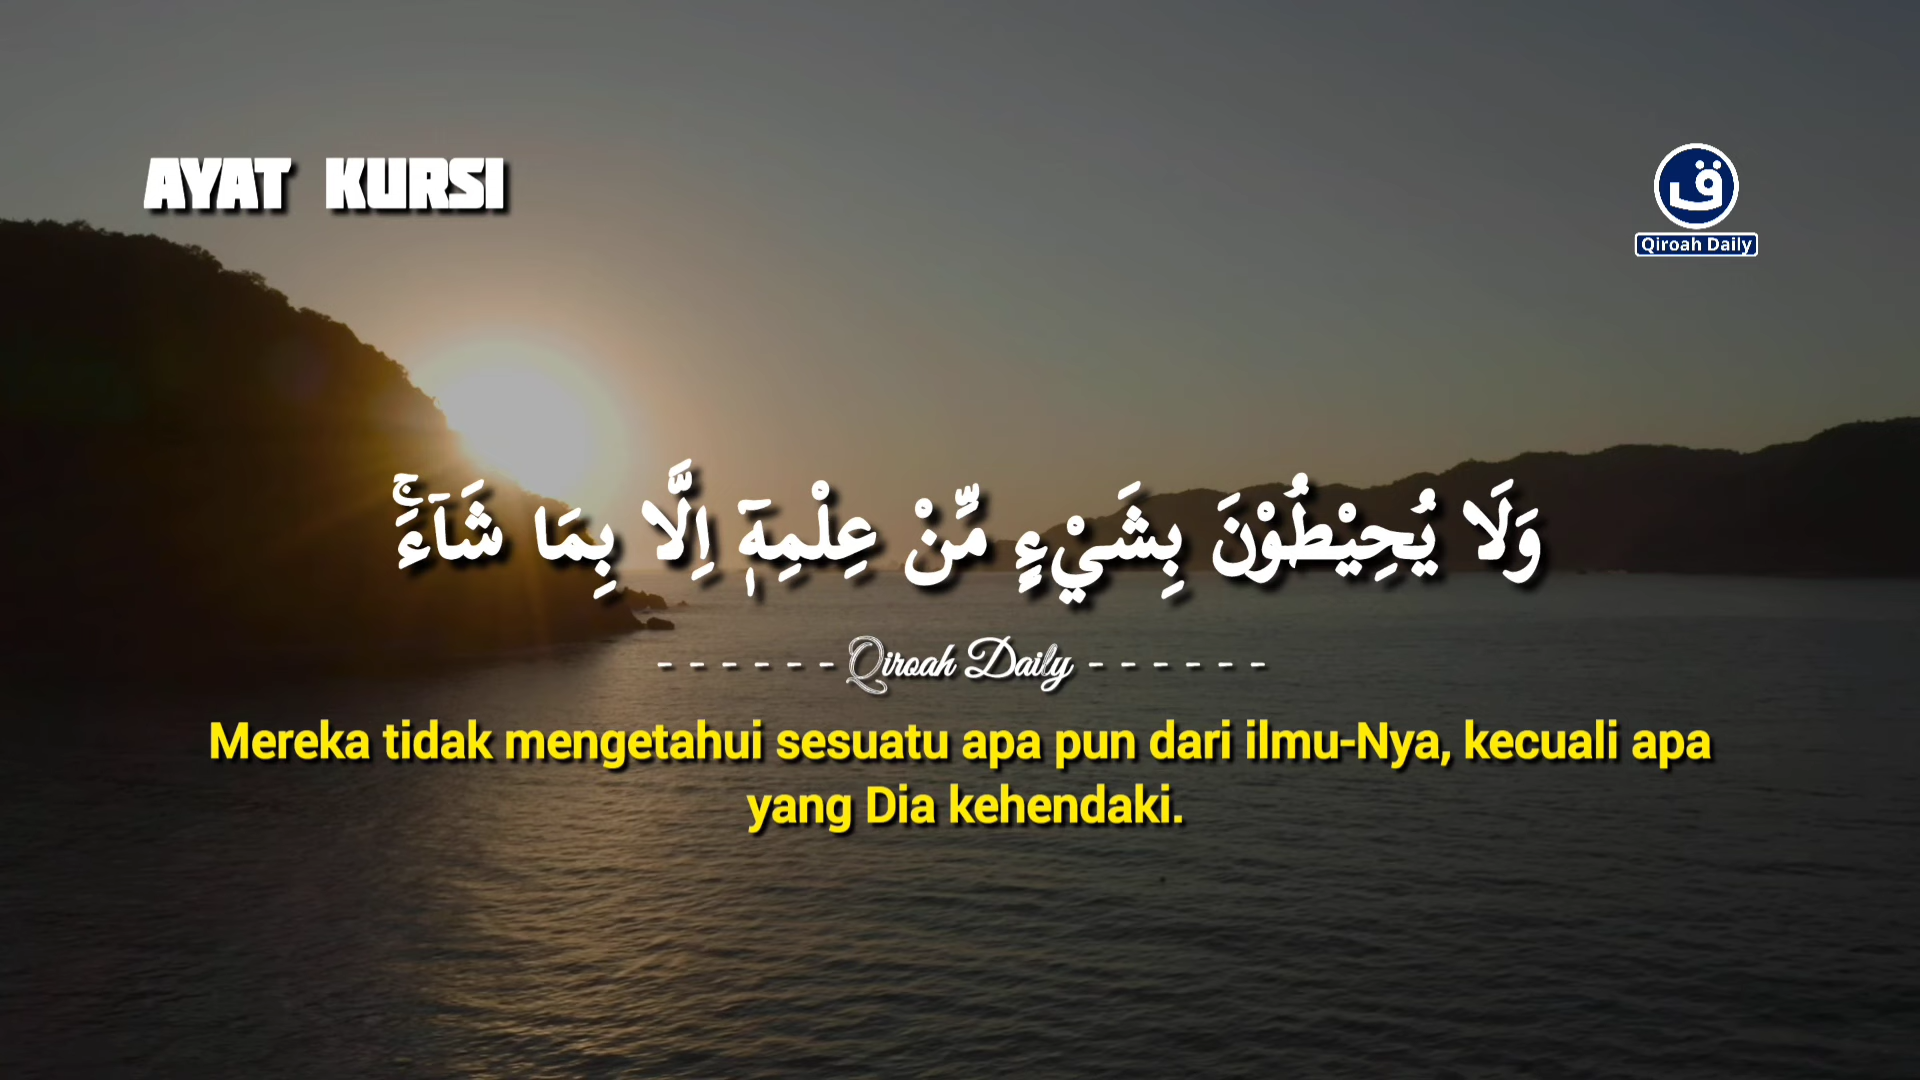 AYAT KURSI
ق
Qiroah Daily
وَلَا يُحِيْطُوْنَ بِشَيْءٍ مِّنْ عِلْمِهٖٓ اِلَّا بِمَا شَاۤءَۚ
- - - - - - Qiroah Daily - - - - - -
Mereka tidak mengetahui sesuatu apa pun dari ilmu-Nya, kecuali apa
yang Dia kehendaki.